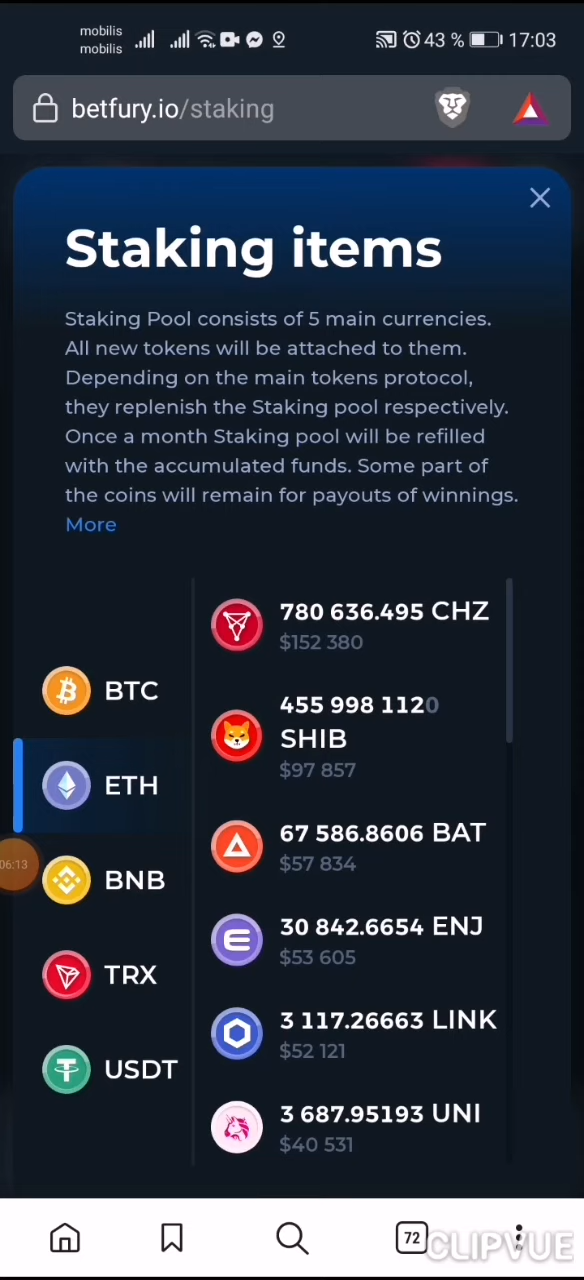 mobilis
mobilis
43 %
17:03
betfury.io/staking
Staking items
Staking Pool consists of 5 main currencies.
All new tokens will be attached to them.
Depending on the main tokens protocol,
they replenish the Staking pool respectively.
Once a month Staking pool will be refilled
with the accumulated funds. Some part of
the coins will remain for payouts of winnings.
More
BTC
ETH
BNB
TRX
USDT
780 636.495 CHZ
$152 380
455 998 1120
SHIB
$97 857
67 586.8606 BAT
$57 834
30 842.6654 ENJ
$53 605
3 117.26663 LINK
$52 121
3 687.95193 UNI
$40 531
06:13
72
CLIPVUE